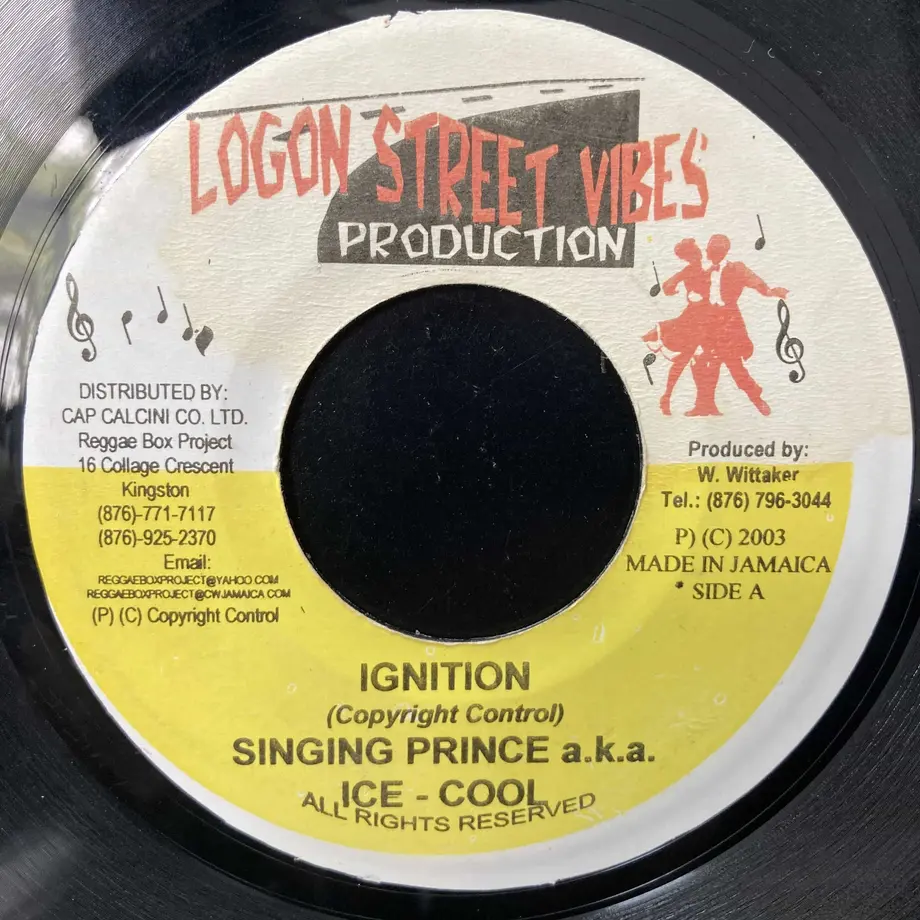 LOGON STREET VIBES
PRODUCTION
DISTRIBUTED BY:
CAP CALCINI CO. LTD.
Reggae Box Project
16 Collage Crescent
Kingston
(876)-771-7117
(876)-925-2370
Email:
REGGAEBOXPROJECT@YAHOO.COM
REGGAEBOXPROJECT@CWJAMAICA.COM
(P) (C) Copyright Control
Produced by:
W. Wittaker
Tel.: (876) 796-3044
P) (C) 2003
MADE IN JAMAICA
* SIDE A
IGNITION
(Copyright Control)
SINGING PRINCE a.k.a.
ICE - COOL
ALL RIGHTS RESERVED